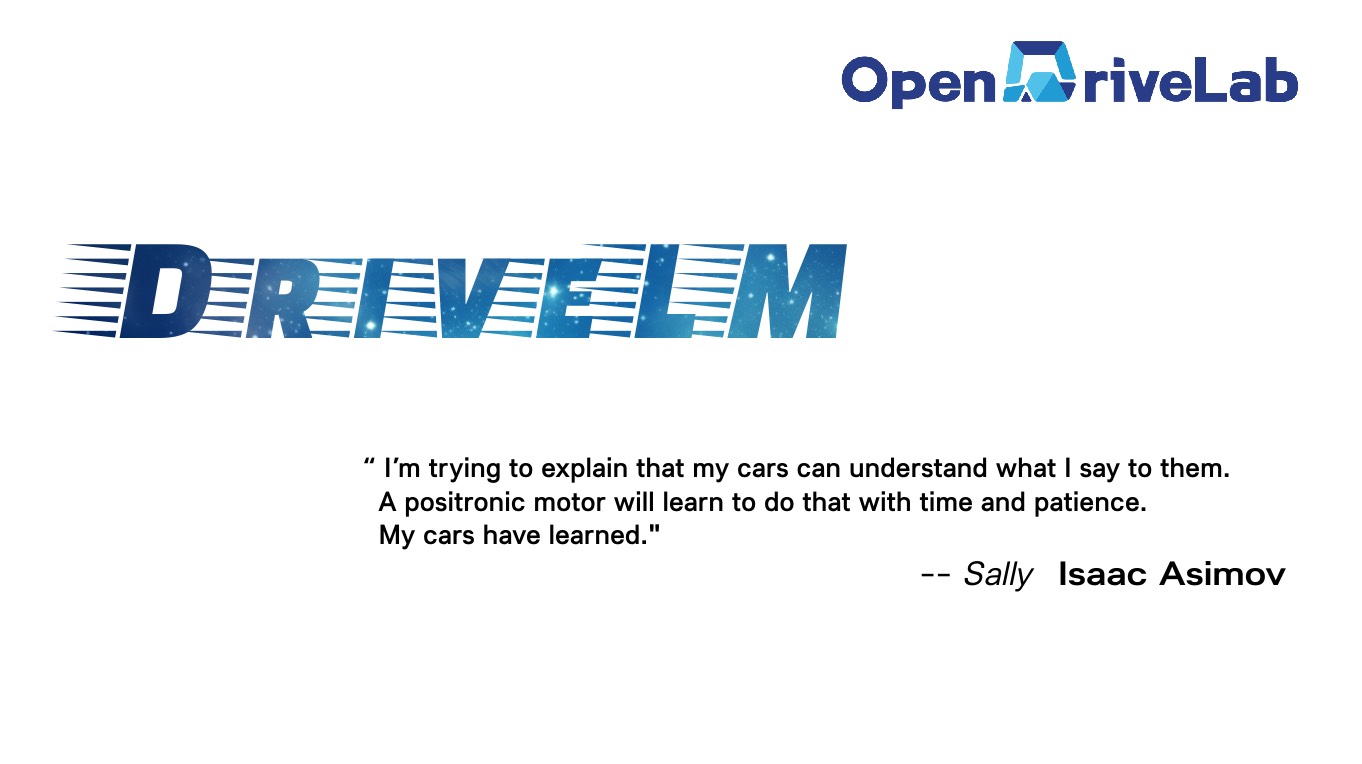 OpenDriveLab
DRIVELM
“ I’m trying to explain that my cars can understand what I say to them.
A positronic motor will learn to do that with time and patience.
My cars have learned."
-- Sally Isaac Asimov